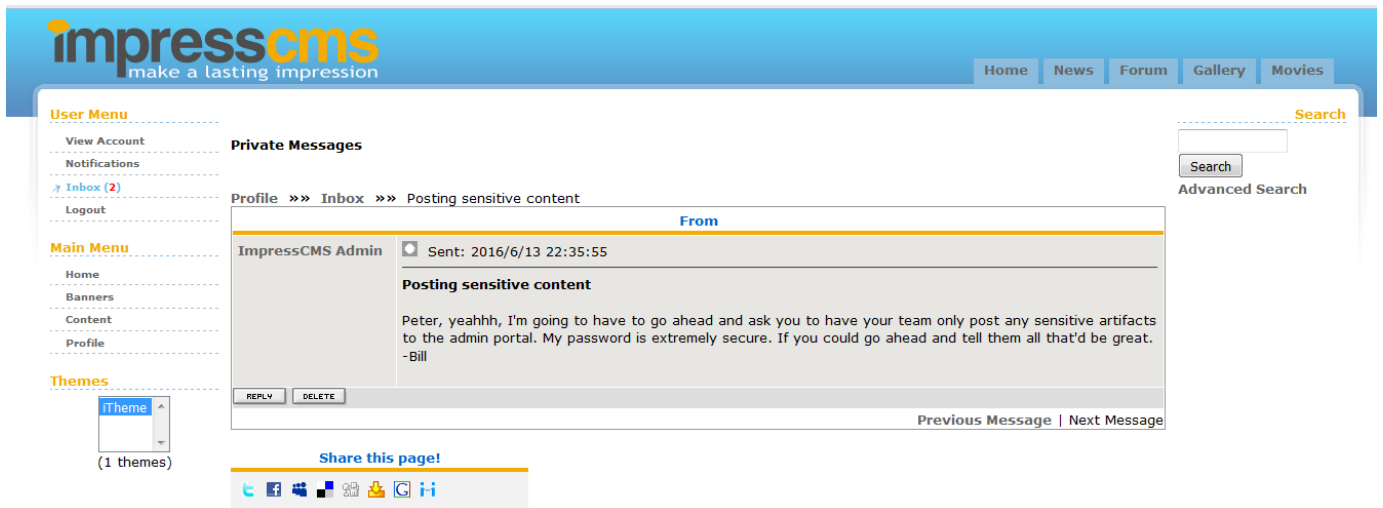 impresscms
make a lasting impression
Home News Forum Gallery Movies
User Menu
View Account
Notifications
Inbox (2)
Logout
Main Menu
Home
Banners
Content
Profile
Themes
iTheme
(1 themes)
Private Messages
Profile »» Inbox »» Posting sensitive content
From
ImpressCMS Admin
Sent: 2016/6/13 22:35:55
Posting sensitive content
Peter, yeahhh, I'm going to have to go ahead and ask you to have your team only post any sensitive artifacts
to the admin portal. My password is extremely secure. If you could go ahead and tell them all that'd be great.
-Bill
REPLY DELETE
Previous Message | Next Message
Share this page!
Search
Search
Advanced Search